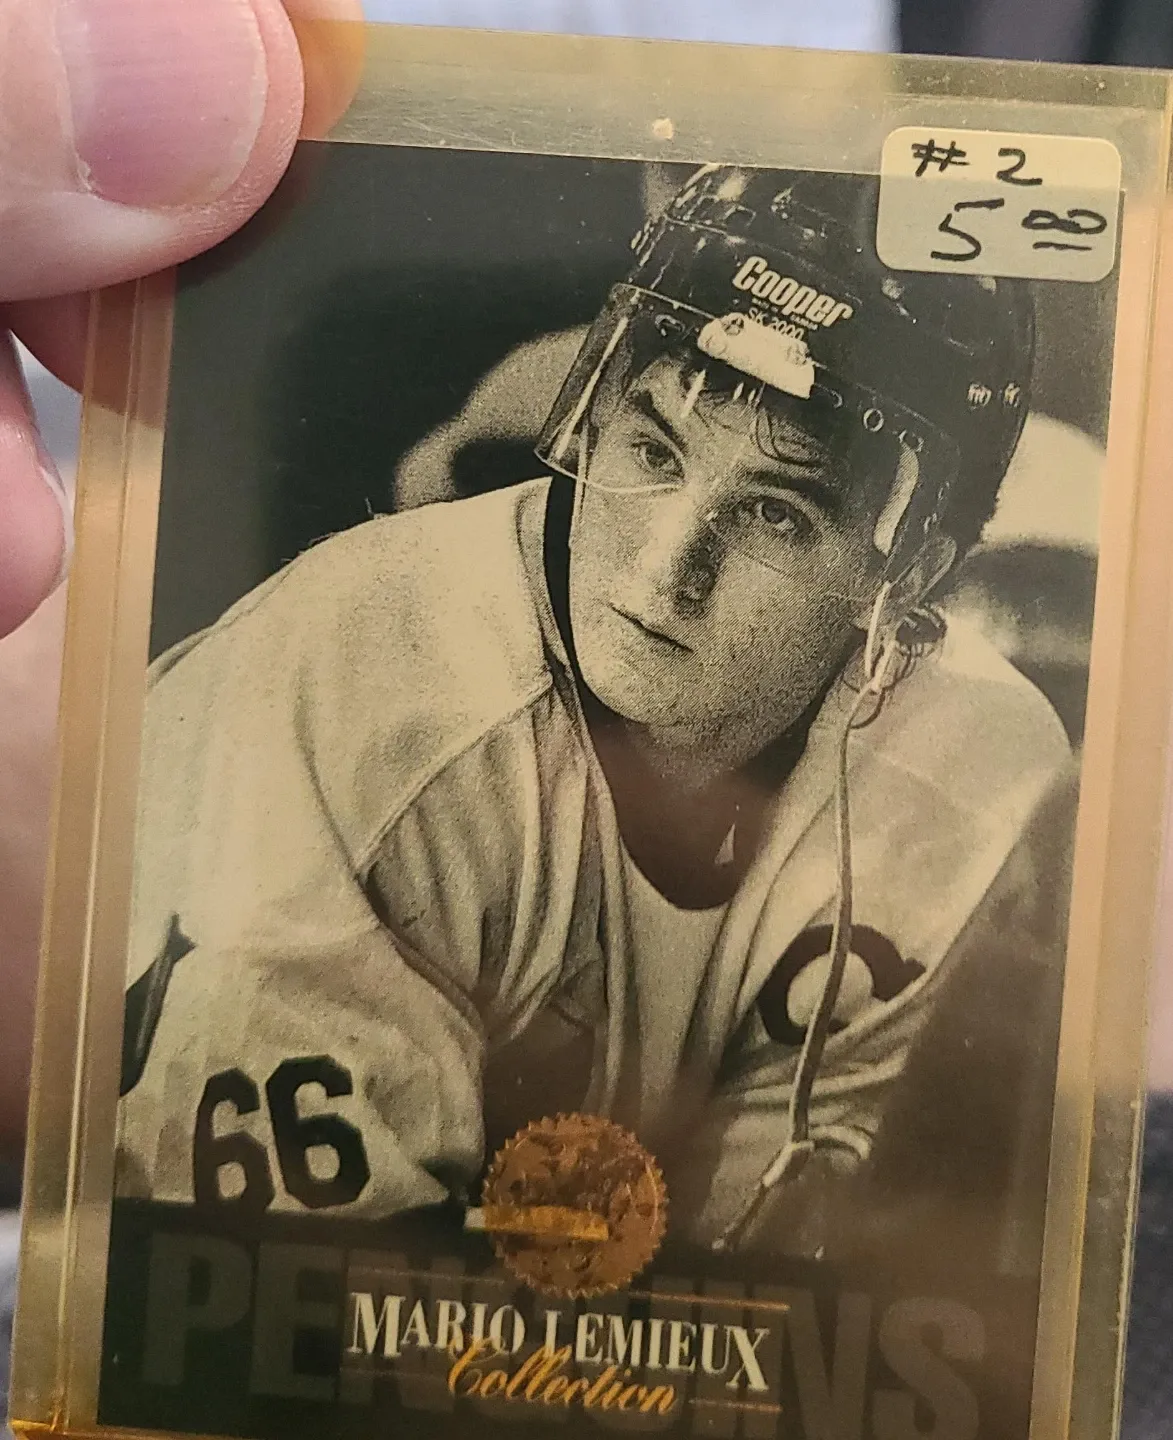 # 2
5 00
Cooper
SK 2000
C
66
PENGUINS
MARIO LEMIEUX
Collection